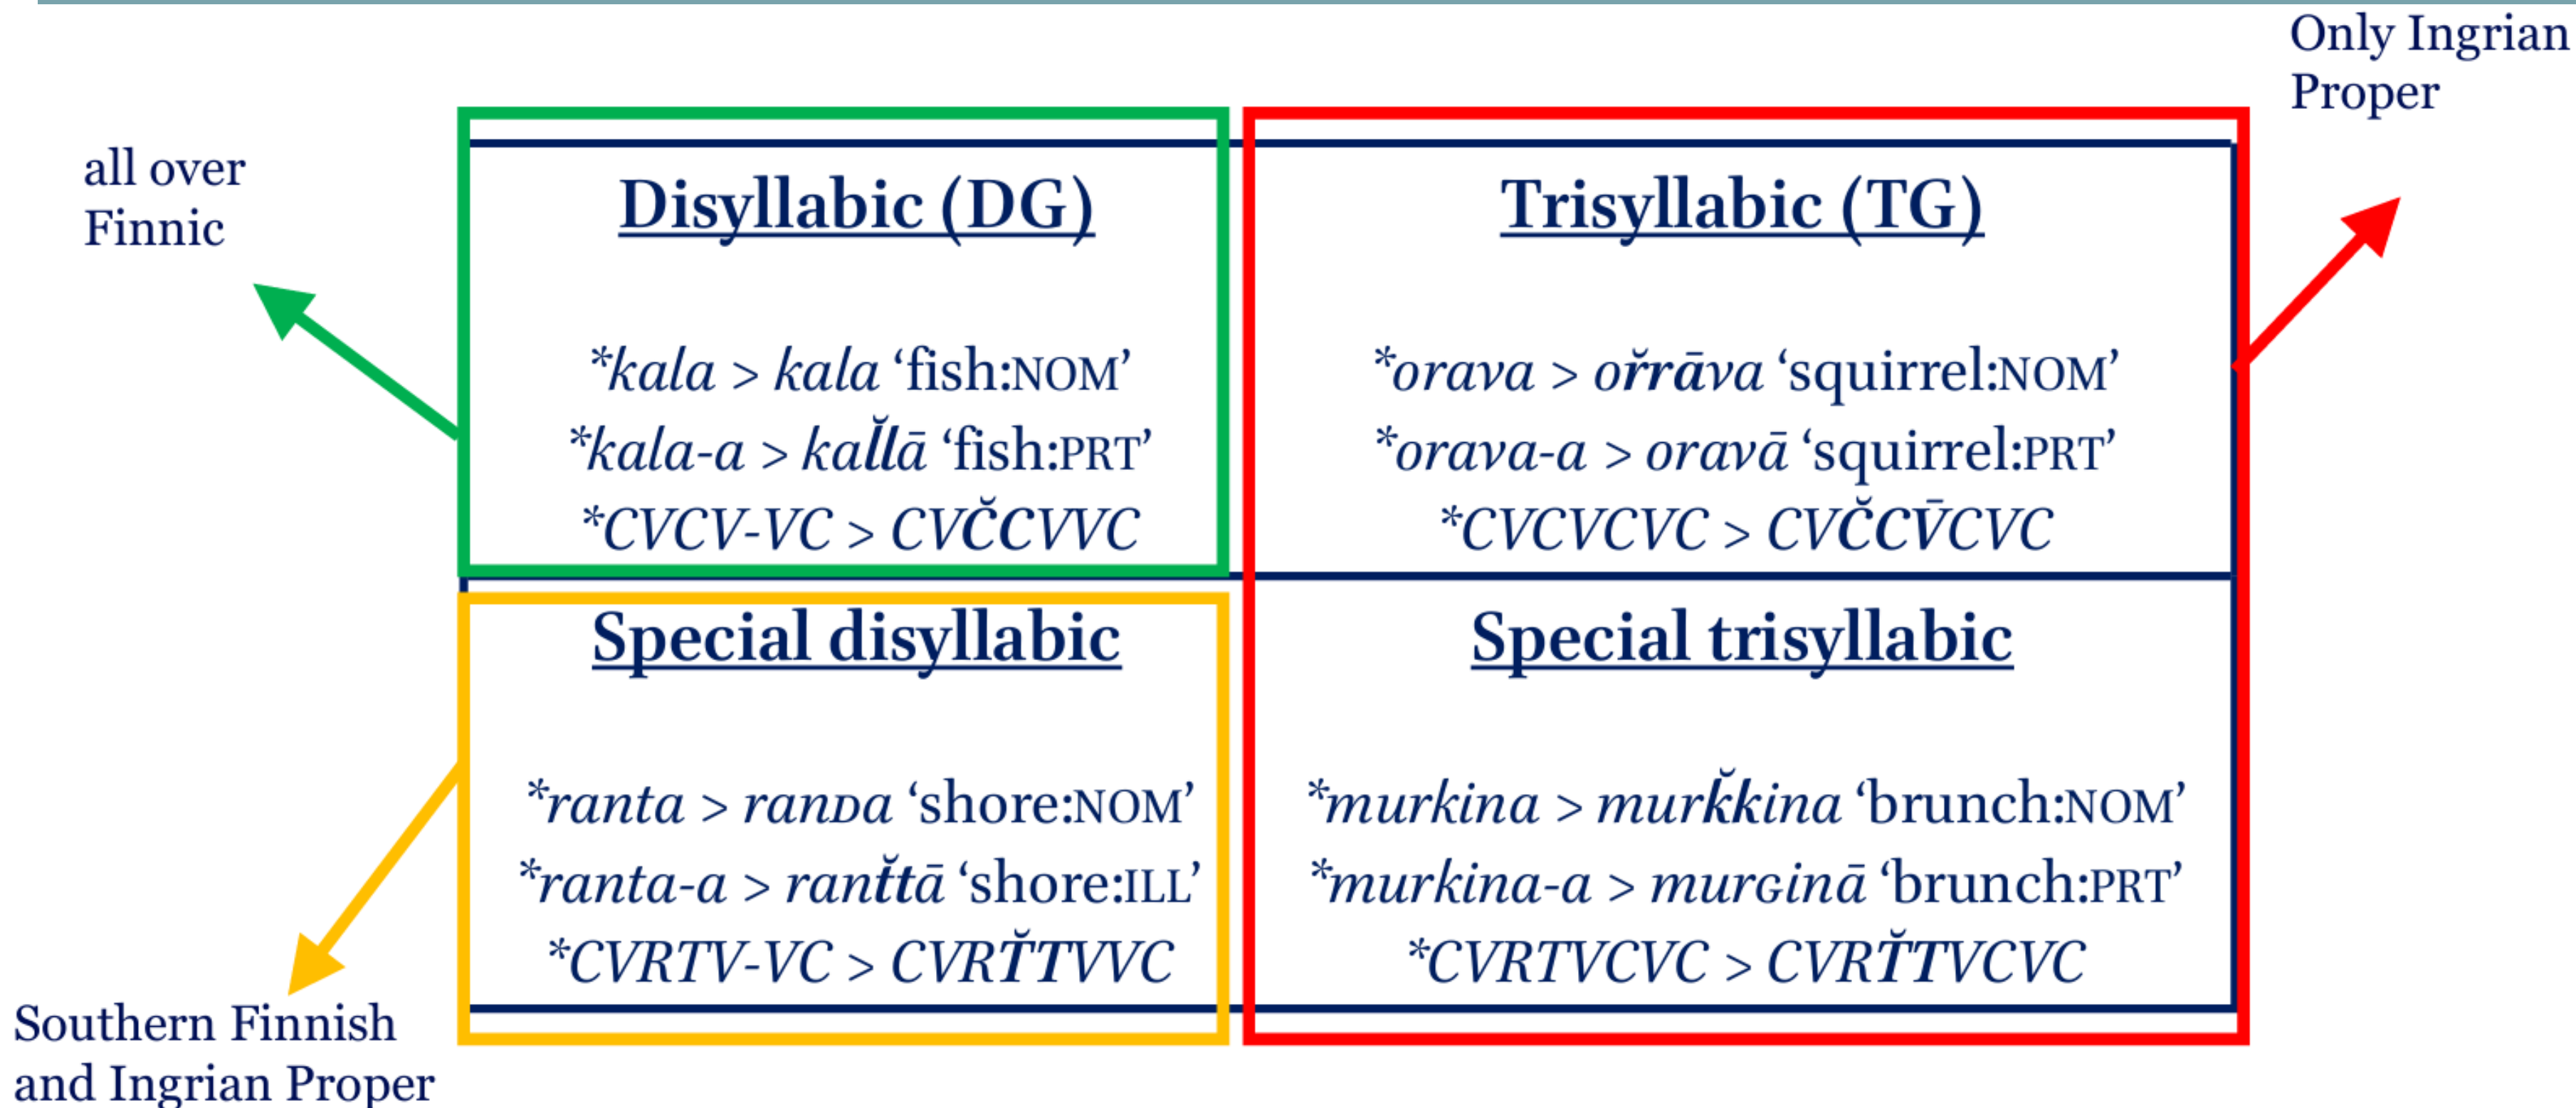 Only Ingrian
Proper
all over
Finnic
Disyllabic (DG)
*kala > kala ‘fish:NOM’
*kala-a > kal̆lā ‘fish:PRT’
*CVCV-VC > CVC̆CVVC
Trisyllabic (TG)
*orava > or̆rāva ‘squirrel:NOM’
*orava-a > oravā ‘squirrel:PRT’
*CVCVCVC > CVC̆CV̄CVC
Special disyllabic
*ranta > ranᴅa ‘shore:NOM’
*ranta-a > rant̆tā ‘shore:ILL’
*CVRTV-VC > CVRT̆TVVC
Special trisyllabic
*murkina > murk̆kina ‘brunch:NOM’
*murkina-a > murɢinā ‘brunch:PRT’
*CVRTVCVC > CVRT̆TVCVC
Southern Finnish
and Ingrian Proper